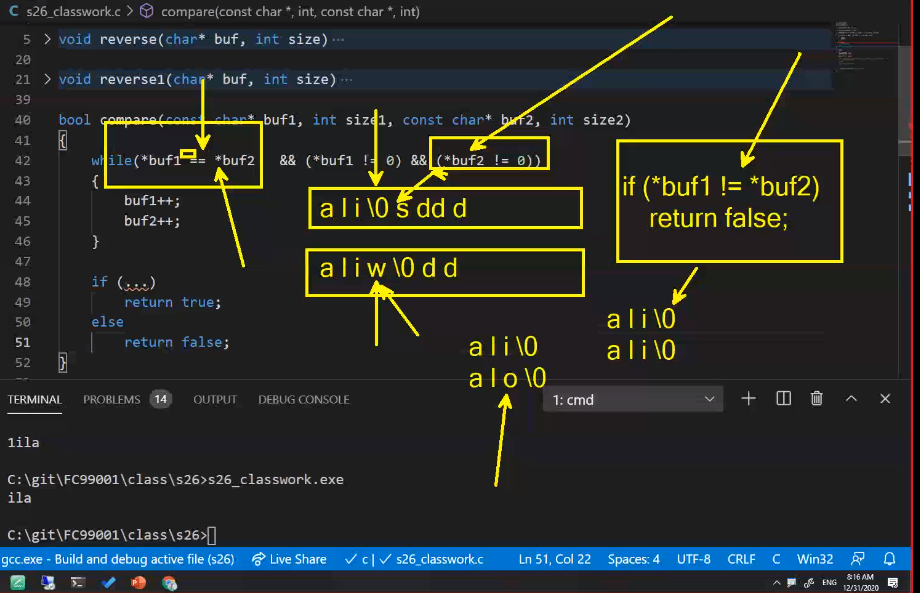 C s26_classwork.c > compare(const char *, int, const char *, int)
5 > void reverse(char* buf, int size)...
20
21 > void reverse1(char* buf, int size)...
39
40 bool compare(const char* buf1, int size1, const char* buf2, int size2)
41 {
42 while(*buf1 == *buf2 && (*buf1 != 0) && (*buf2 != 0))
43 {
44 buf1++;
45 buf2++;
46 }
47
48 if (...)
49 return true;
50 else
51 return false;
52 }
if (*buf1 != *buf2)
return false;
a l i \0 s dd d
a l i w \0 d d
a l i \0
a l o \0
a l i \0
a l i \0
TERMINAL PROBLEMS 14 OUTPUT DEBUG CONSOLE 1: cmd
1ila
C:\git\FC99001\class\s26>s26_classwork.exe
ila
C:\git\FC99001\class\s26>
gcc.exe - Build and debug active file (s26) Live Share c | s26_classwork.c Ln 51, Col 22 Spaces: 4 UTF-8 CRLF C Win32
ENG 8:16 AM
12/31/2020